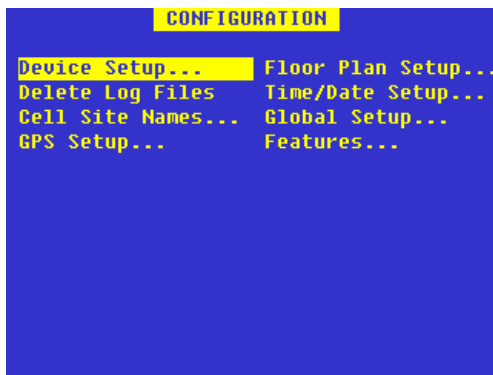 CONFIGURATION
Device Setup... Floor Plan Setup...
Delete Log Files Time/Date Setup...
Cell Site Names... Global Setup...
GPS Setup... Features...